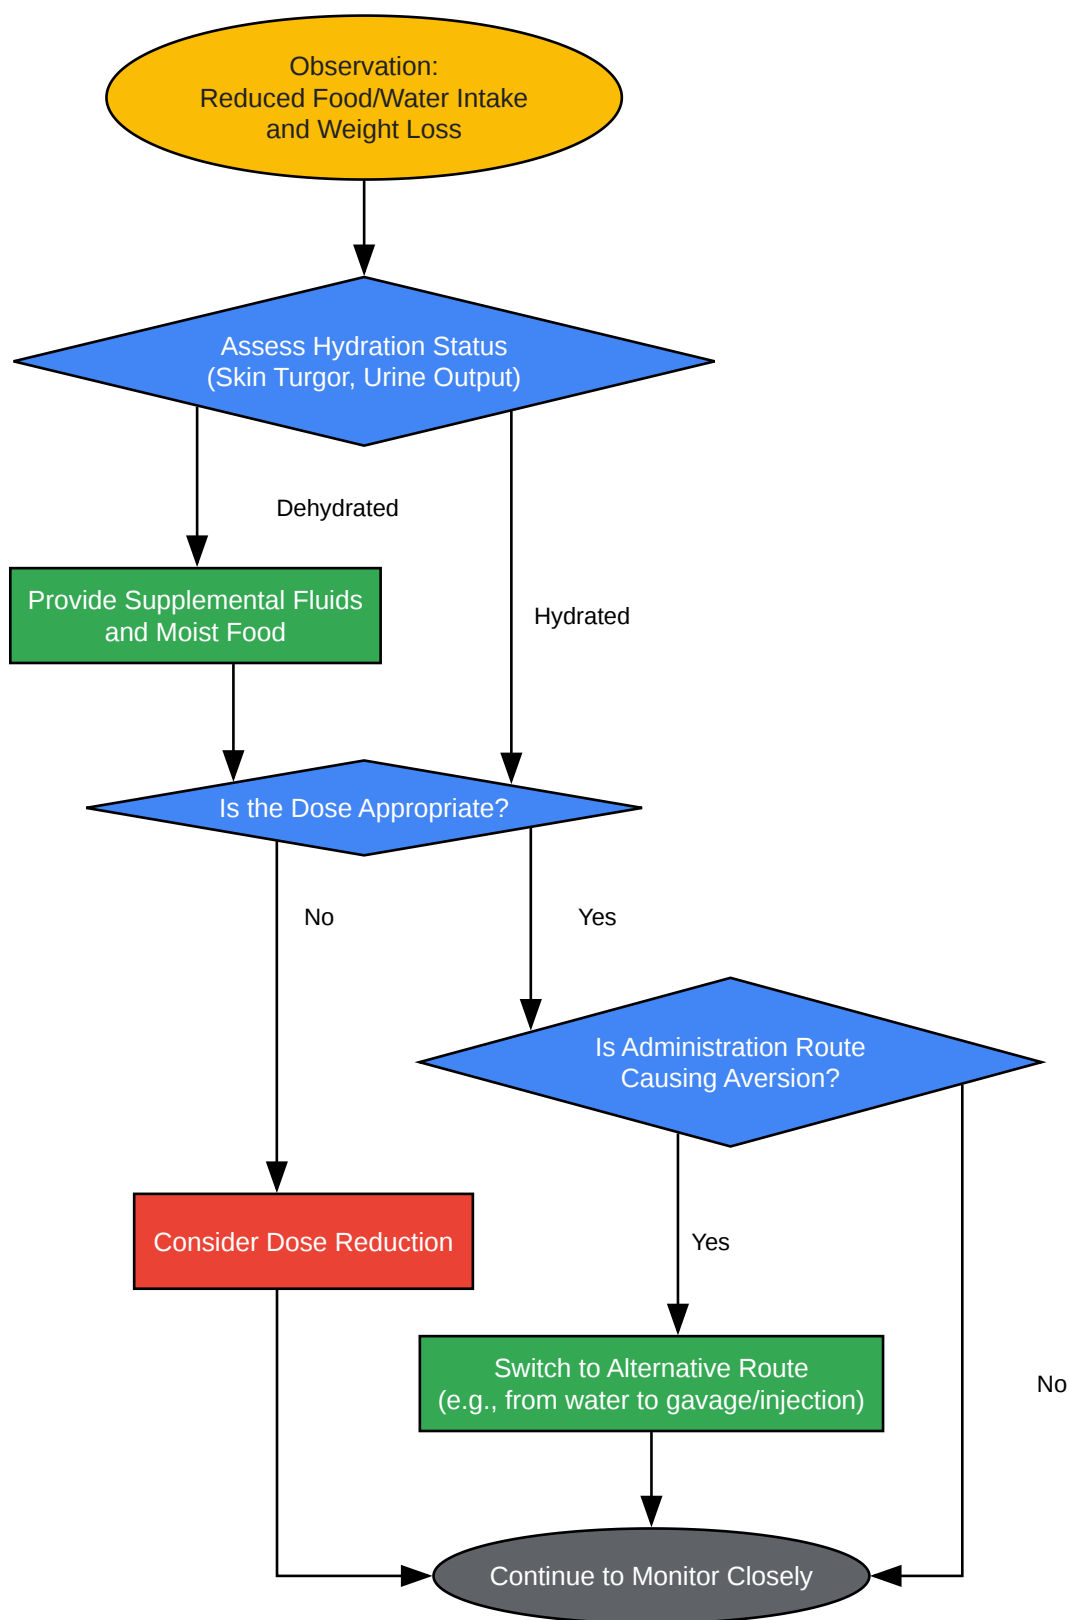 Observation:
Reduced Food/Water Intake
and Weight Loss
Assess Hydration Status
(Skin Turgor, Urine Output)
Dehydrated
Provide Supplemental Fluids
and Moist Food
Hydrated
Is the Dose Appropriate?
No
Yes
Is Administration Route
Causing Aversion?
Consider Dose Reduction
Yes
Switch to Alternative Route
(e.g., from water to gavage/injection)
No
Continue to Monitor Closely